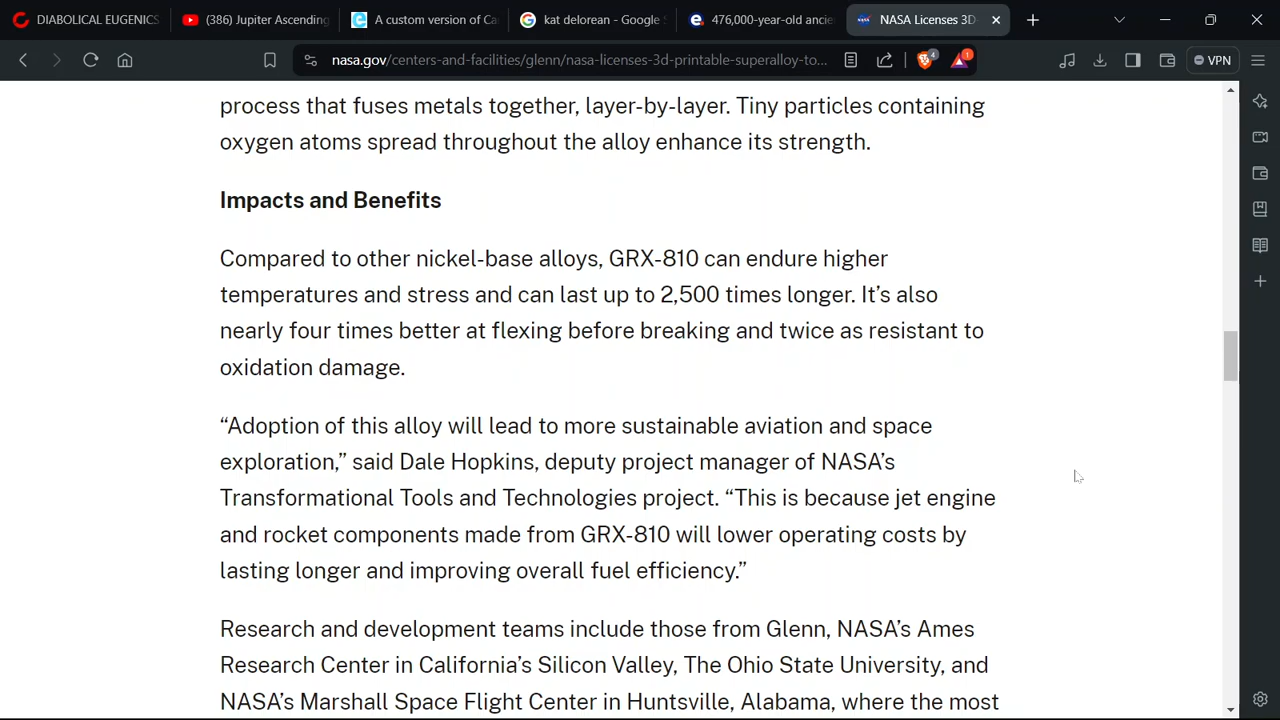 DIABOLICAL EUGENICS
(386) Jupiter Ascending
A custom version of Ca
kat delorean - Google S
476,000-year-old ancie
NASA Licenses 3D-
nasa.gov/centers-and-facilities/glenn/nasa-licenses-3d-printable-superalloy-to...
4
1
VPN
process that fuses metals together, layer-by-layer. Tiny particles containing
oxygen atoms spread throughout the alloy enhance its strength.
Impacts and Benefits
Compared to other nickel-base alloys, GRX-810 can endure higher
temperatures and stress and can last up to 2,500 times longer. It’s also
nearly four times better at flexing before breaking and twice as resistant to
oxidation damage.
“Adoption of this alloy will lead to more sustainable aviation and space
exploration,” said Dale Hopkins, deputy project manager of NASA’s
Transformational Tools and Technologies project. “This is because jet engine
and rocket components made from GRX-810 will lower operating costs by
lasting longer and improving overall fuel efficiency.”
Research and development teams include those from Glenn, NASA’s Ames
Research Center in California’s Silicon Valley, The Ohio State University, and
NASA’s Marshall Space Flight Center in Huntsville, Alabama, where the most